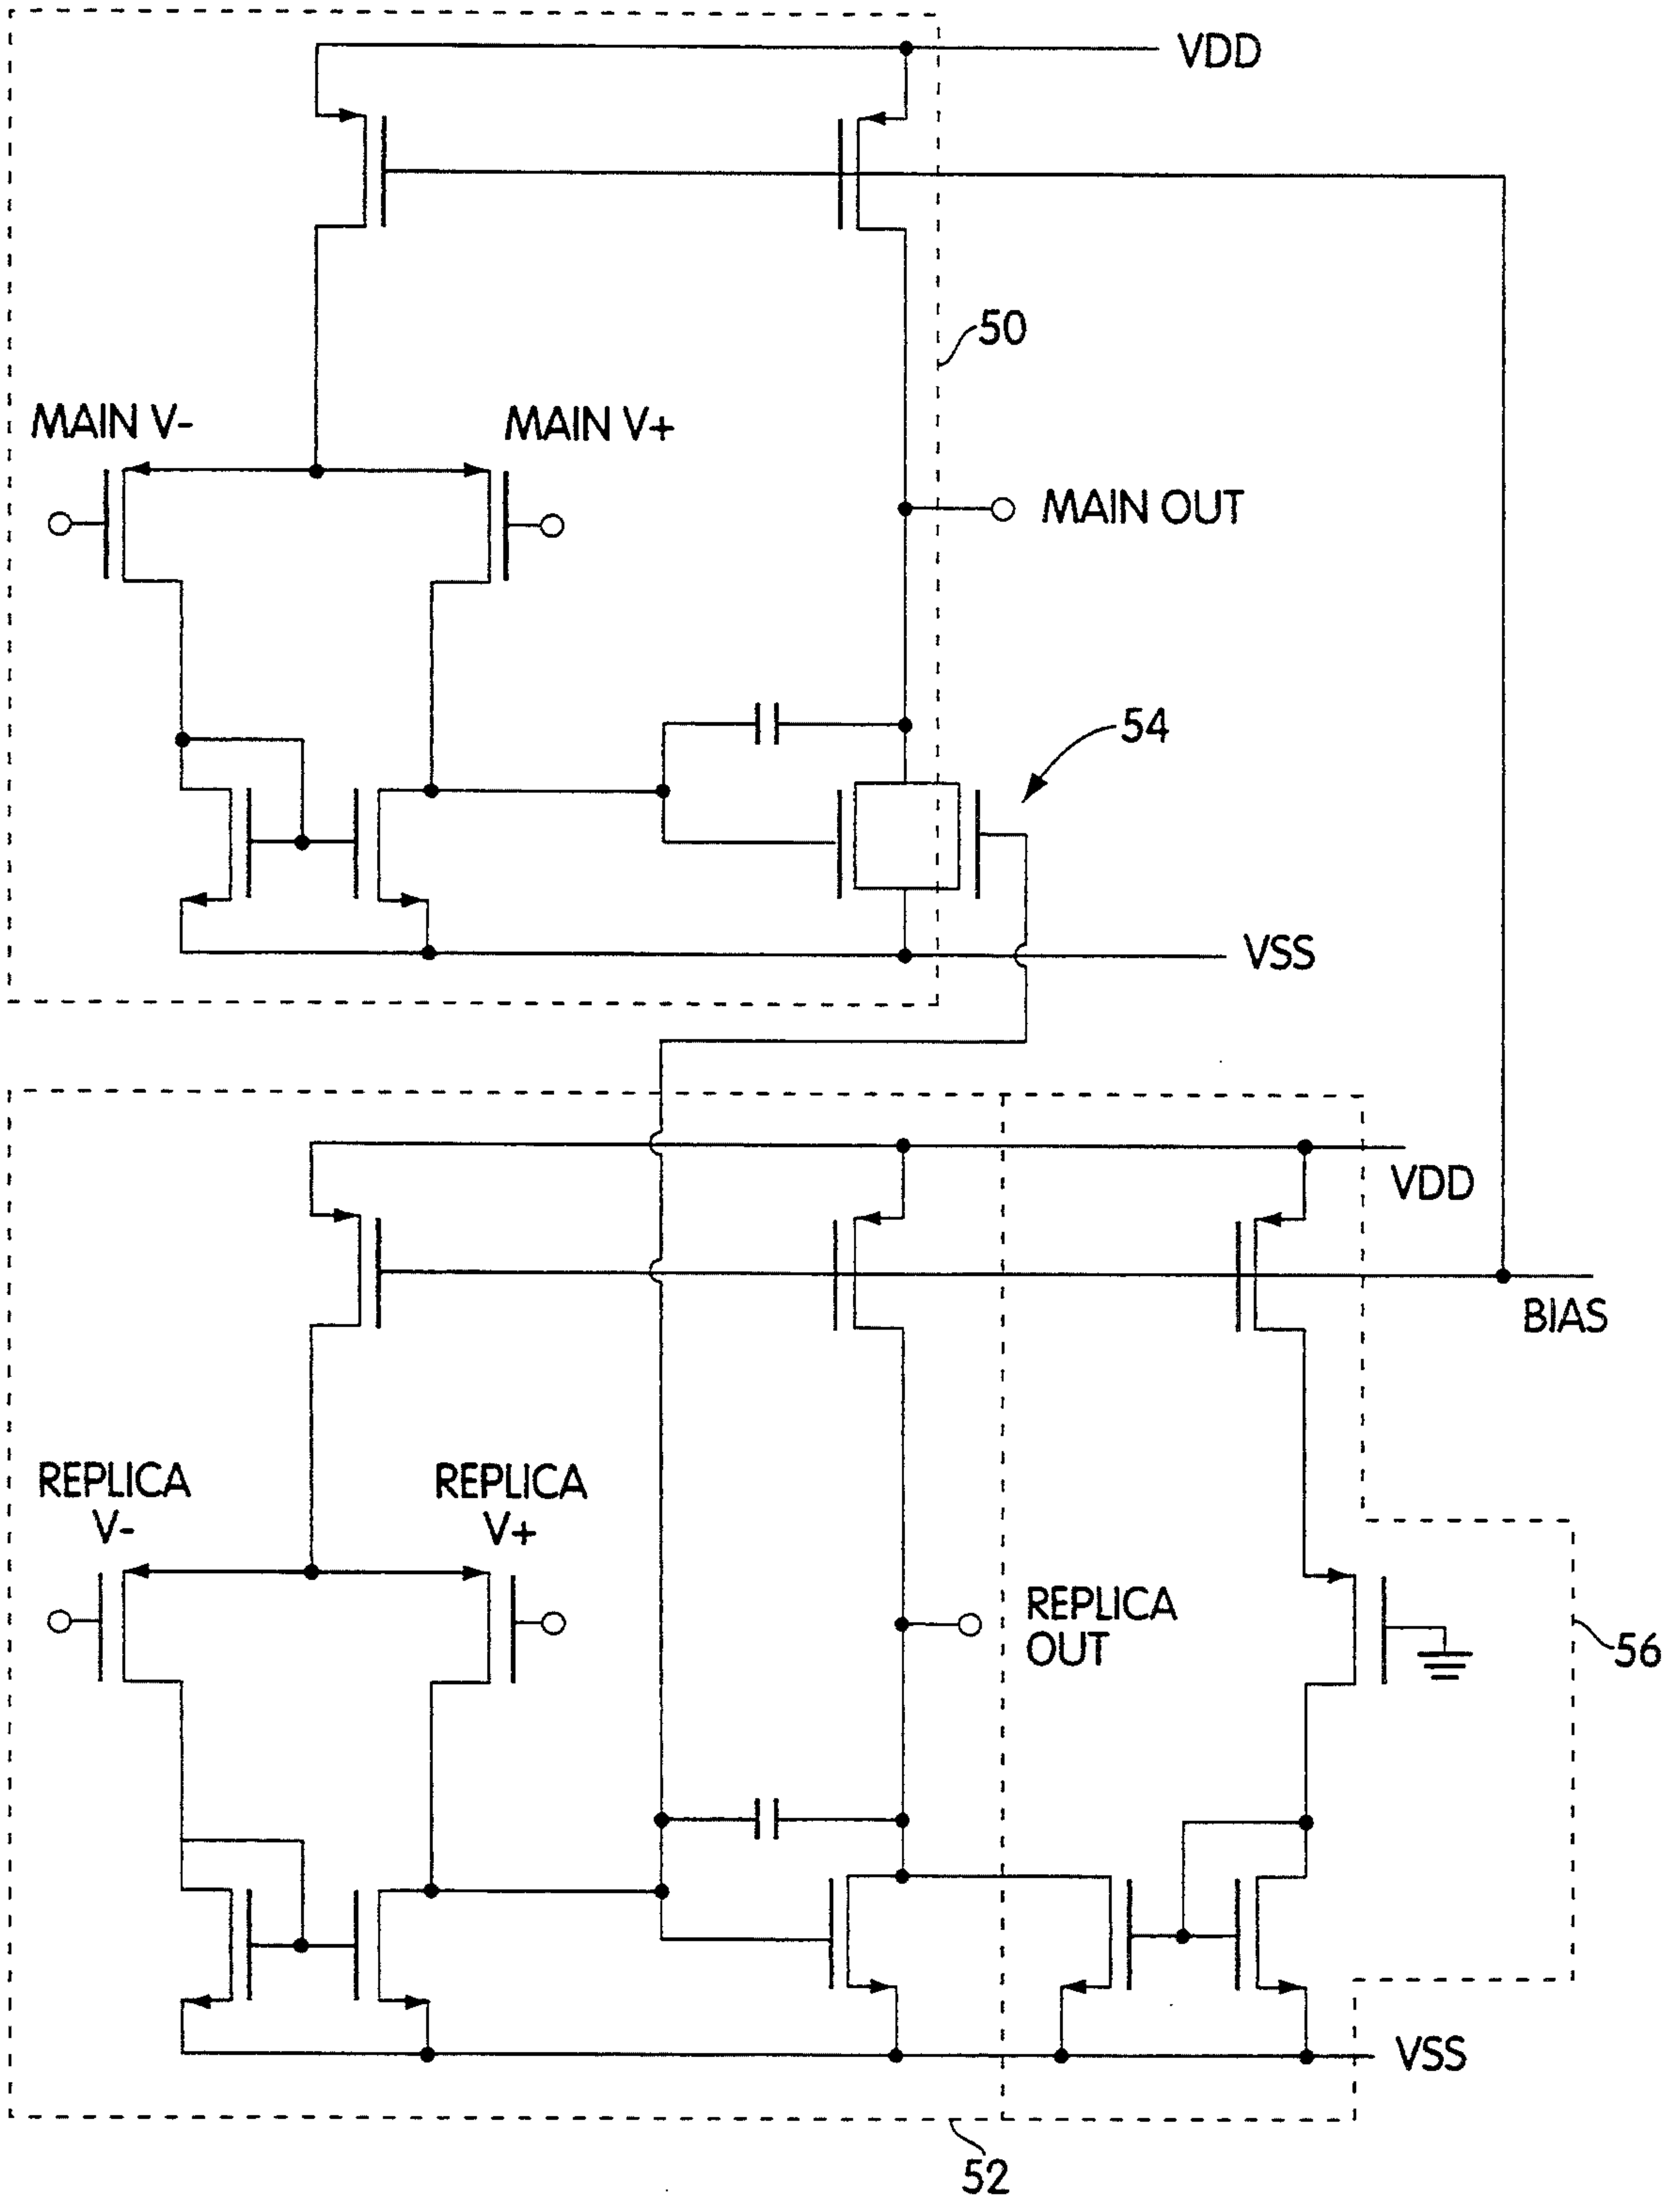 VDD
50
MAIN V-
MAIN V+
MAIN OUT
54
VSS
VDD
BIAS
REPLICA
V-
REPLICA
V+
REPLICA
OUT
56
VSS
52